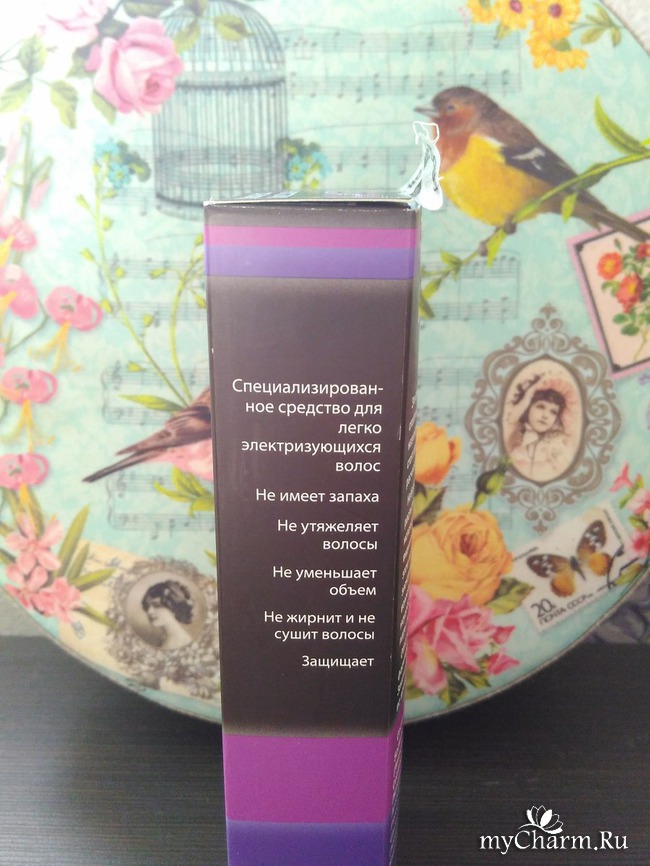 Специализирован-
ное средство для
легко
электризующихся
волос
Не имеет запаха
Не утяжеляет
волосы
Не уменьшает
объем
Не жирнит и не
сушит волосы
Защищает
20к
ПОЧТА СССР
myCharm.Ru